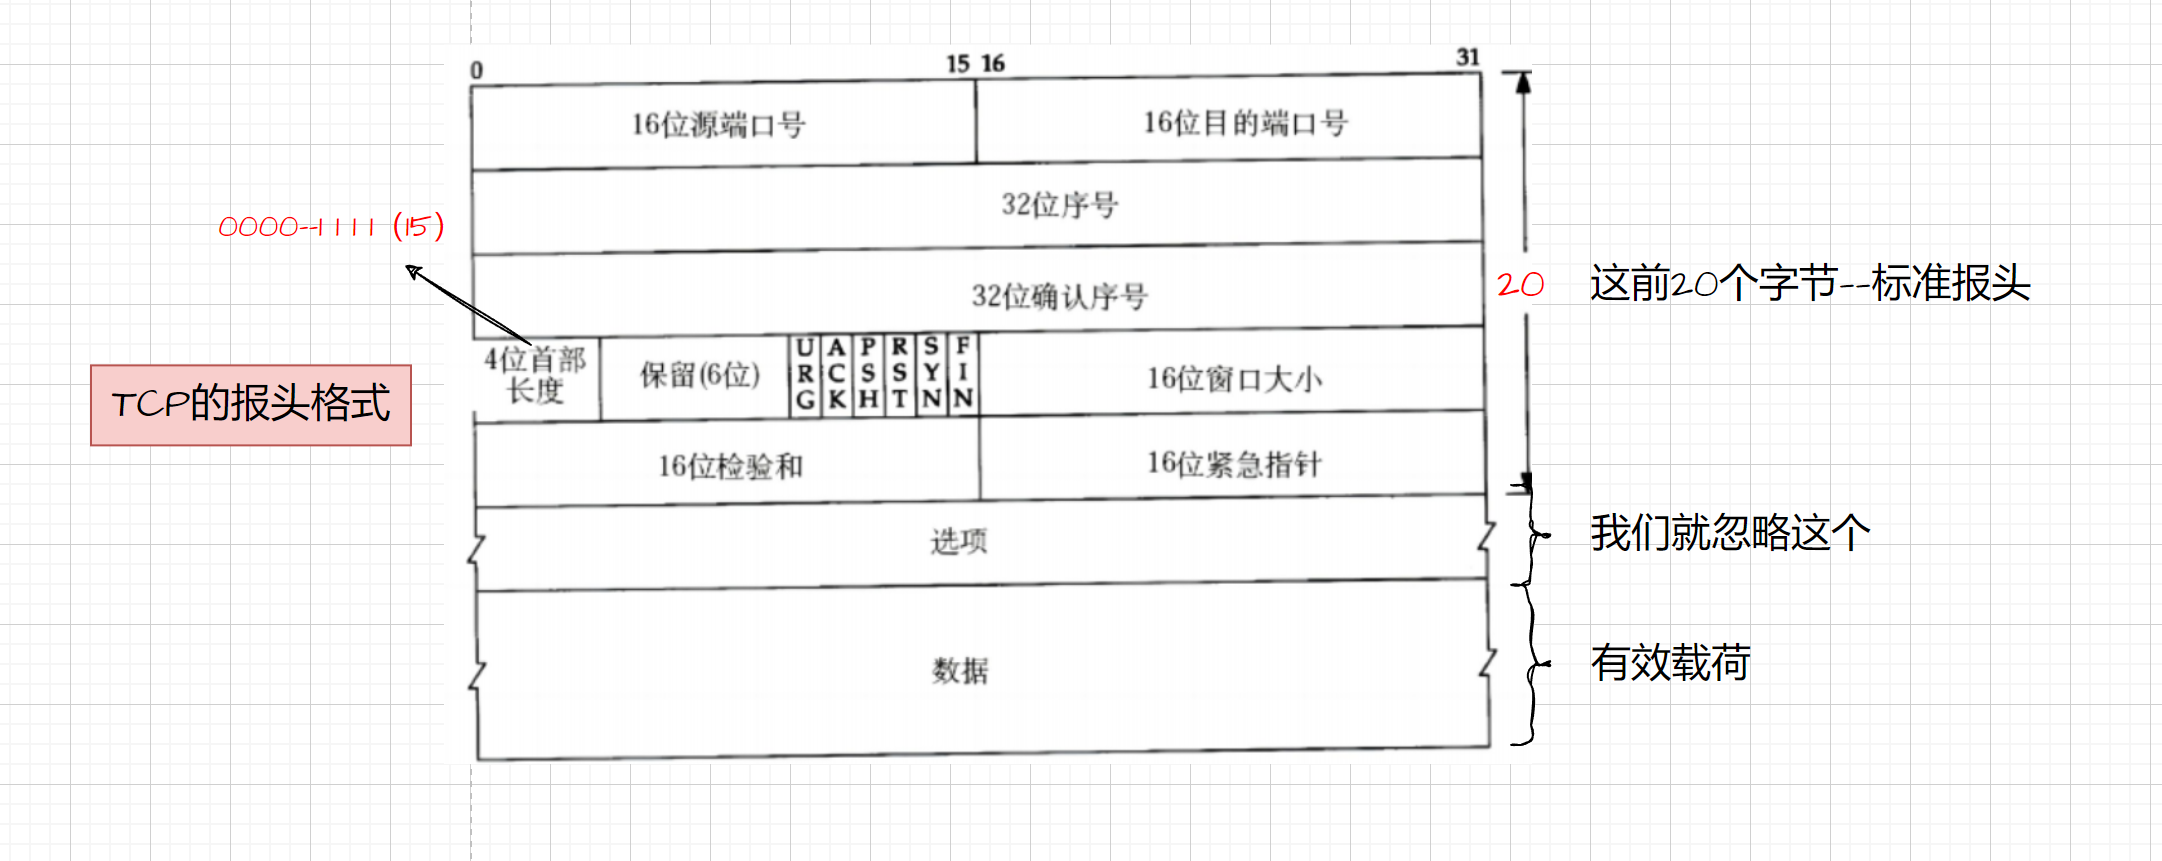 0
15 16
31
16位源端口号
16位目的端口号
32位序号
0000--1111 (15)
32位确认序号
20
这前20个字节--标准报头
TCP的报头格式
4位首部
长度
保留(6位)
URG
ACK
PSH
RST
SYN
FIN
16位窗口大小
16位检验和
16位紧急指针
选项
我们就忽略这个
数据
有效载荷